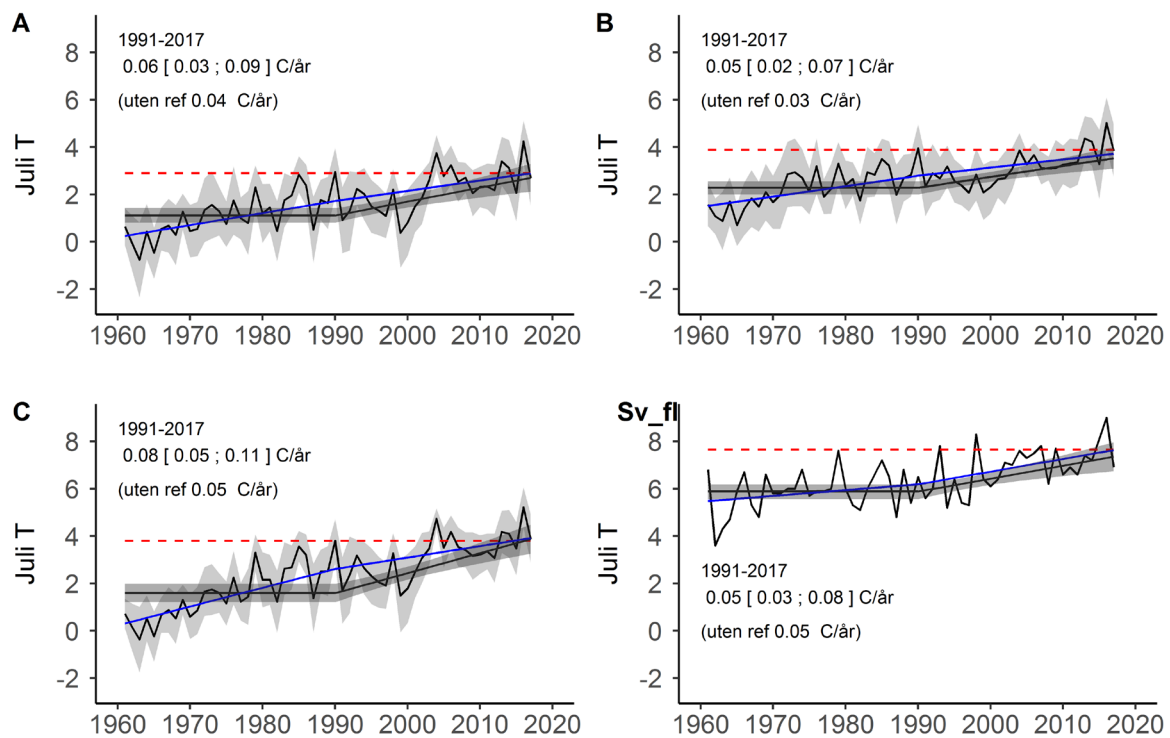 A
1991-2017
0.06 [ 0.03 ; 0.09 ] C/år
(uten ref 0.04 C/år)
Juli T
8
6
4
2
0
-2
1960 1970 1980 1990 2000 2010 2020
B
1991-2017
0.05 [ 0.02 ; 0.07 ] C/år
(uten ref 0.03 C/år)
Juli T
8
6
4
2
0
-2
1960 1970 1980 1990 2000 2010 2020
C
1991-2017
0.08 [ 0.05 ; 0.11 ] C/år
(uten ref 0.05 C/år)
Juli T
8
6
4
2
0
-2
1960 1970 1980 1990 2000 2010 2020
Sv_fl
Juli T
8
6
4
2
0
-2
1991-2017
0.05 [ 0.03 ; 0.08 ] C/år
(uten ref 0.05 C/år)
1960 1970 1980 1990 2000 2010 2020